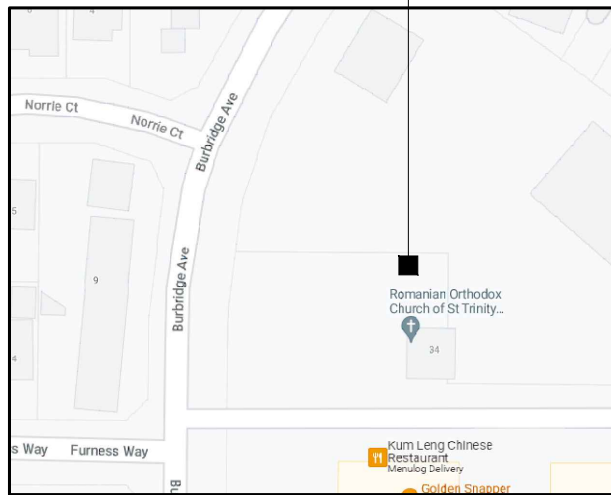 Norrie Ct
Norrie Ct
Burbridge Ave
Burbridge Ave
5
9
4
Romanian Orthodox
Church of St Trinity...
34
s Way
Furness Way
Bu
Kum Leng Chinese
Restaurant
Menulog Delivery
Golden Snapper